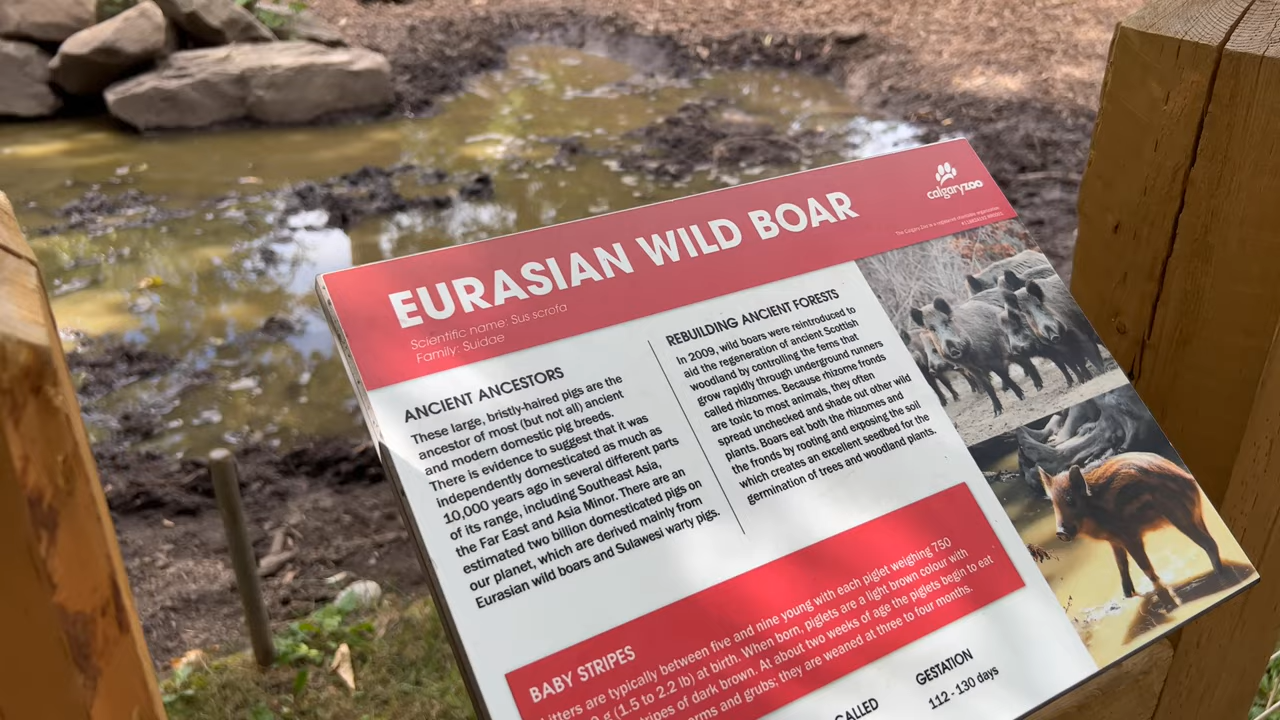 calgaryzoo
The Calgary Zoo is a registered charitable organization.
EURASIAN WILD BOAR
Scientific name: Sus scrofa
Family: Suidae
ANCIENT ANCESTORS
These large, bristly-haired pigs are the
ancestor of most (but not all) ancient
and modern domestic pig breeds.
There is evidence to suggest that it was
independently domesticated as much as
10,000 years ago in several different parts
of its range, including Southeast Asia,
the Far East and Asia Minor. There are an
estimated two billion domesticated pigs on
our planet, which are derived mainly from
Eurasian wild boars and Sulawesi warty pigs.
REBUILDING ANCIENT FORESTS
In 2009, wild boars were reintroduced to
aid the regeneration of ancient Scottish
woodland by controlling the ferns that
grow rapidly through underground runners
called rhizomes. Because rhizome fronds
are toxic to most animals, they often
spread unchecked and shade out other wild
plants. Boars eat both the rhizomes and
the fronds by rooting and exposing the soil
which creates an excellent seedbed for the
germination of trees and woodland plants.
BABY STRIPES
Litters are typically between five and nine young with each piglet weighing 750
g (1.5 to 2.2 lb) at birth. When born, piglets are a light brown colour with
stripes of dark brown. At about two weeks of age the piglets begin to eat
worms and grubs; they are weaned at three to four months.
CALLED
GESTATION
112 - 130 days